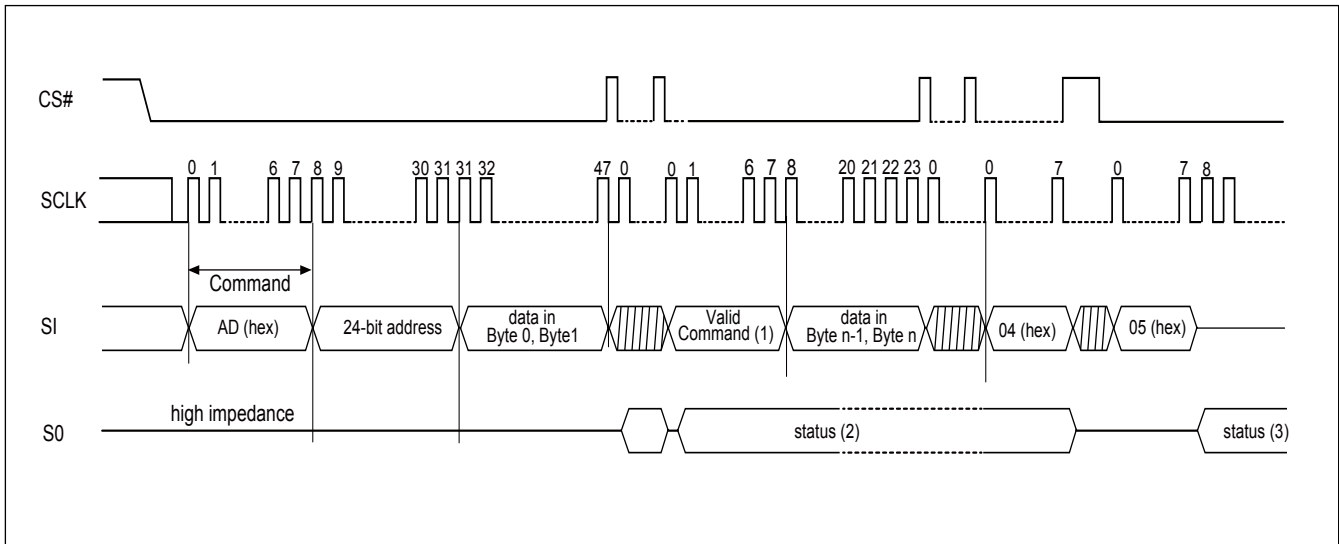 CS#
0 1 6 7 8 9 30 31 31 32 47 0 0 1 6 7 8 20 21 22 23 0 0 7 0 7 8
SCLK
Command
SI
AD (hex)
24-bit address
data in
Byte 0, Byte1
Valid
Command (1)
data in
Byte n-1, Byte n
04 (hex)
05 (hex)
high impedance
S0
status (2)
status (3)